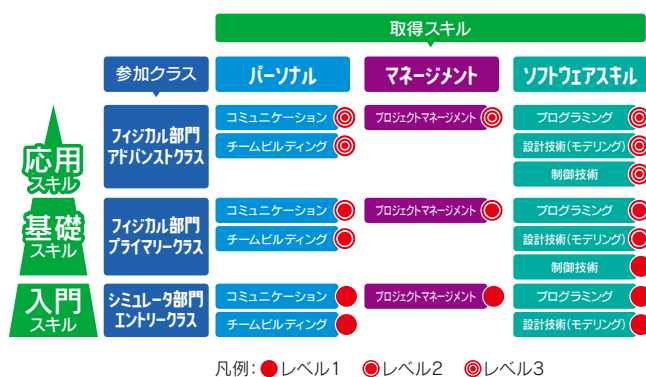 取得スキル
参加クラス
パーソナル
マネージメント
ソフトウェアスキル
応用
スキル
フィジカル部門
アドバンストクラス
コミュニケーション
チームビルディング
プロジェクトマネージメント
プログラミング
設計技術(モデリング)
制御技術
基礎
スキル
フィジカル部門
プライマリークラス
コミュニケーション
チームビルディング
プロジェクトマネージメント
プログラミング
設計技術(モデリング)
制御技術
入門
スキル
シミュレータ部門
エントリークラス
コミュニケーション
チームビルディング
プロジェクトマネージメント
プログラミング
設計技術(モデリング)
凡例:レベル1 レベル2 レベル3